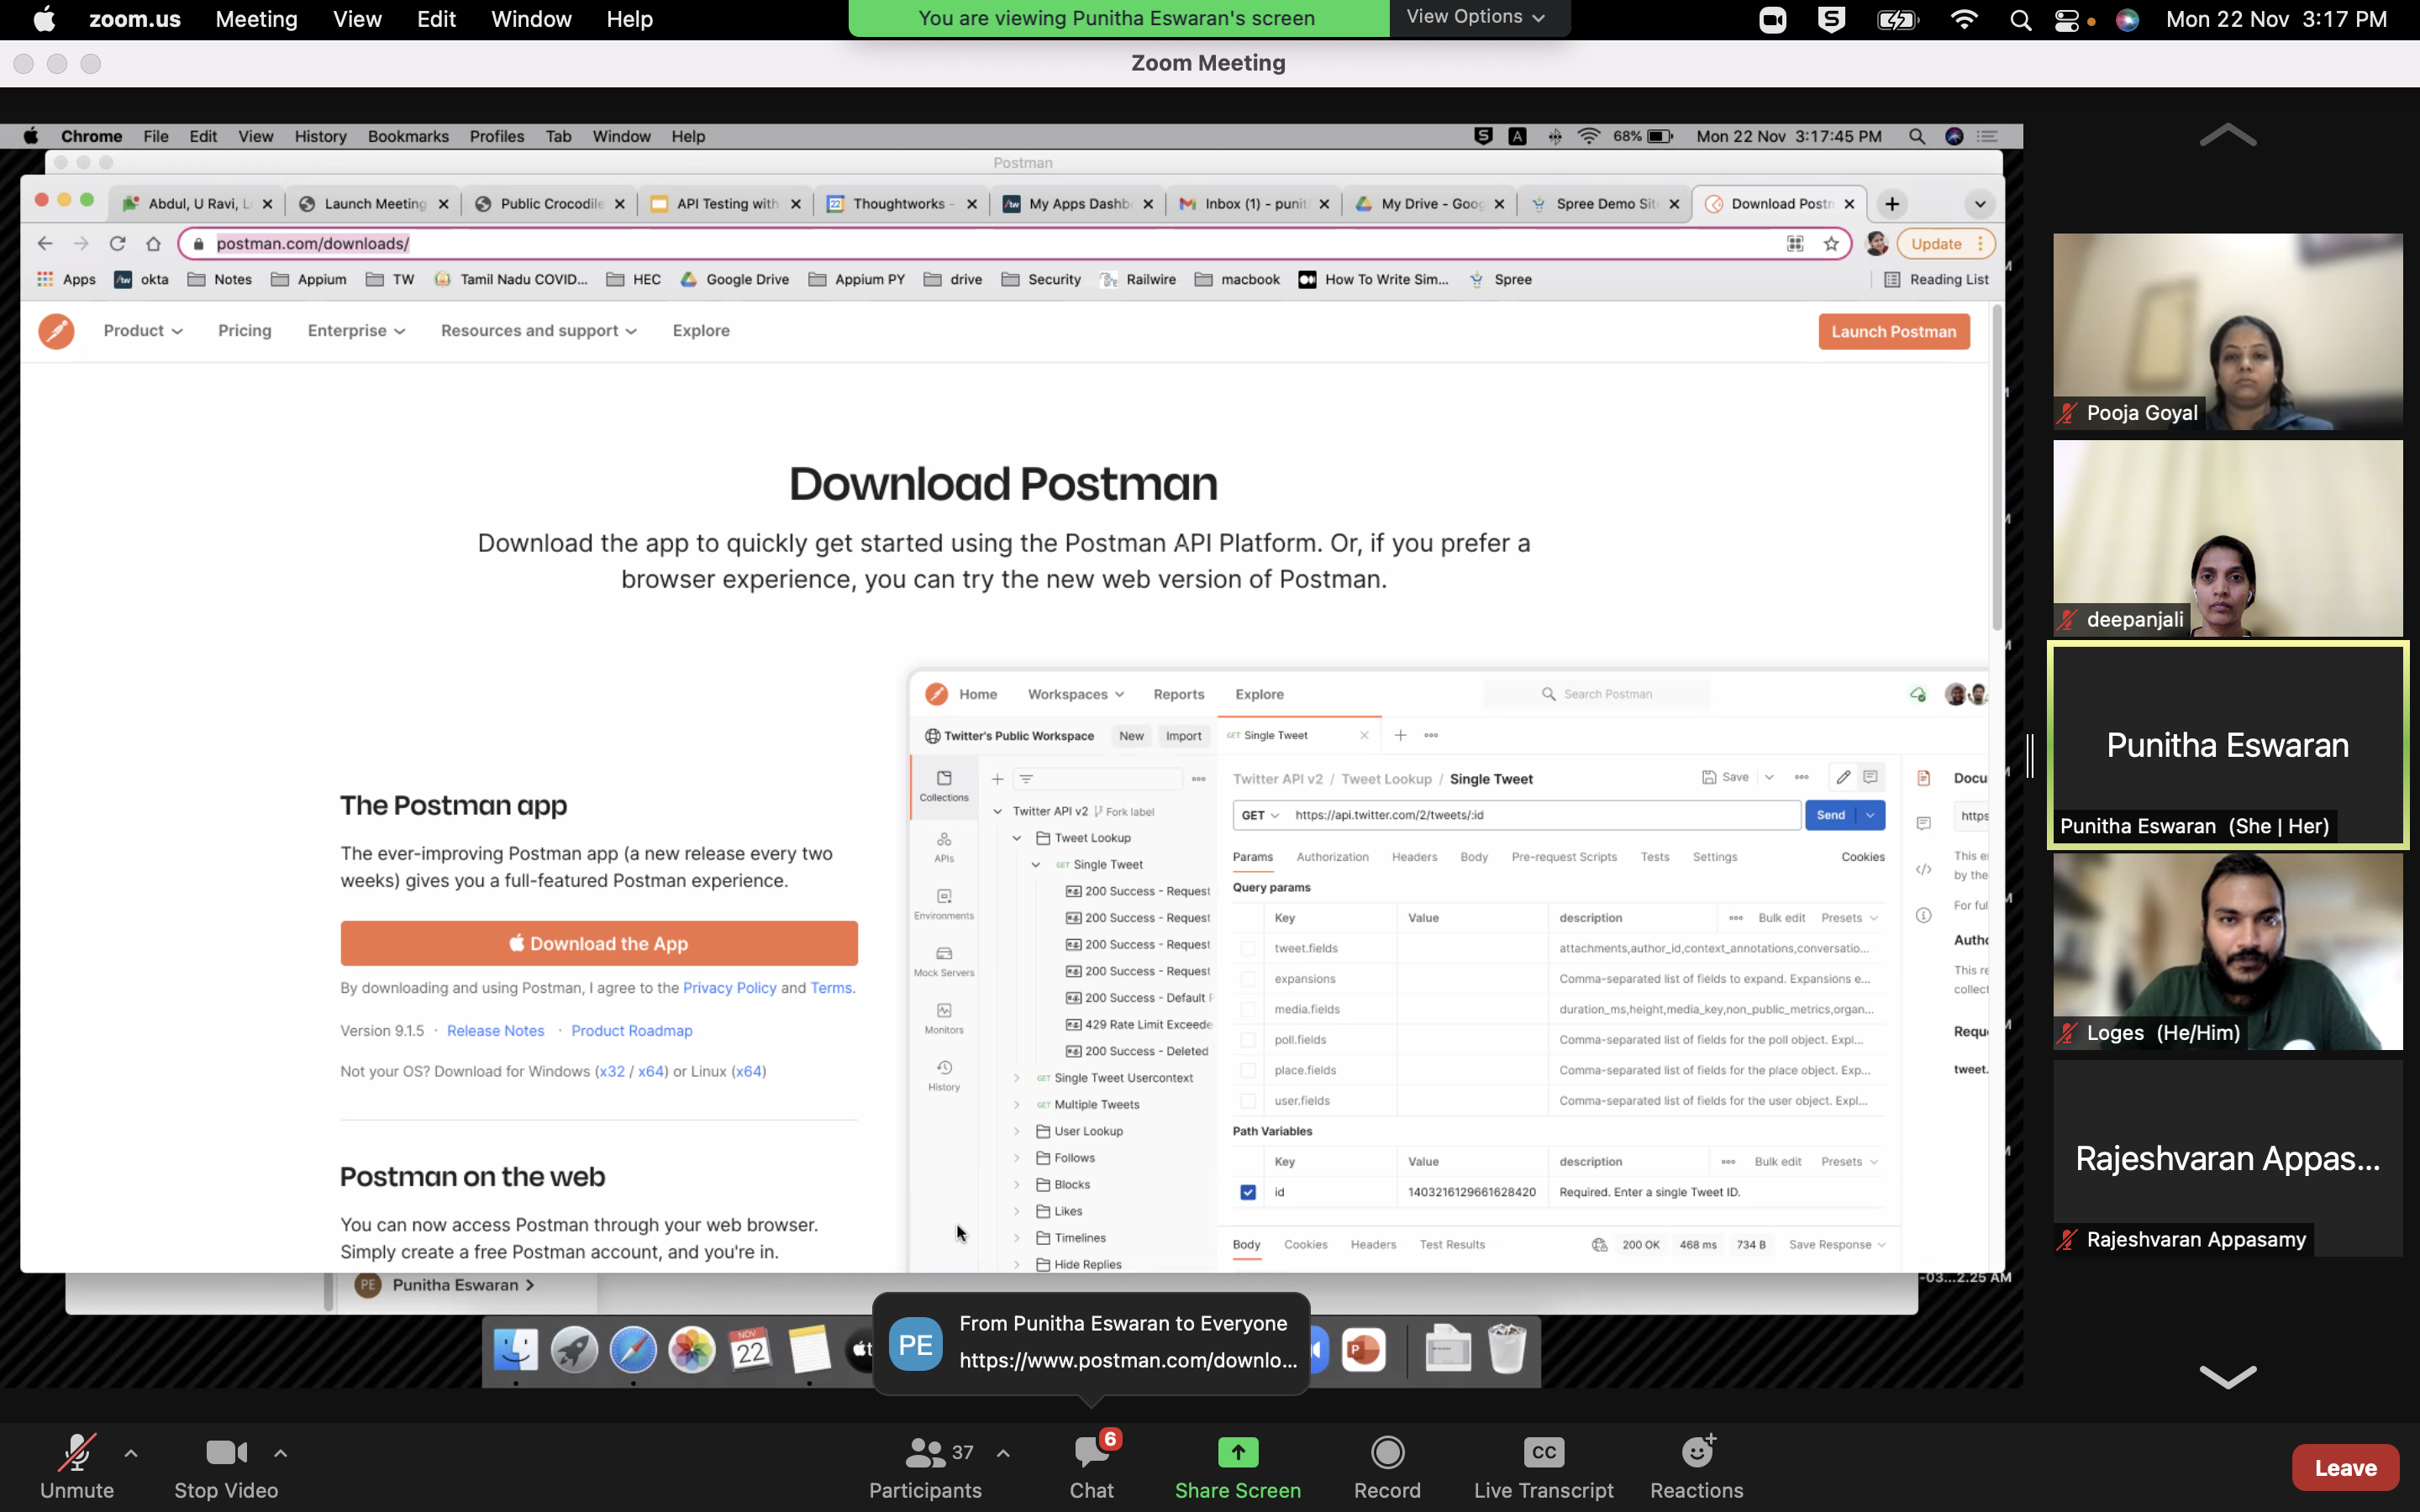 zoom.us Meeting View Edit Window Help
You are viewing Punitha Eswaran's screen View Options
Mon 22 Nov 3:17 PM
Zoom Meeting
Chrome File Edit View History Bookmarks Profiles Tab Window Help
68% Mon 22 Nov 3:17:45 PM
Postman
Abdul, U Ravi, L Launch Meeting Public Crocodile API Testing with Thoughtworks - My Apps Dashb Inbox (1) - punit My Drive - Goog Spree Demo Sit Download Postm
postman.com/downloads/
Update
Apps okta Notes Appium TW Tamil Nadu COVID... HEC Google Drive Appium PY drive Security Railwire macbook How To Write Sim... Spree Reading List
Product Pricing Enterprise Resources and support Explore Launch Postman
Download Postman
Download the app to quickly get started using the Postman API Platform. Or, if you prefer a
browser experience, you can try the new web version of Postman.
The Postman app
The ever-improving Postman app (a new release every two
weeks) gives you a full-featured Postman experience.
Download the App
By downloading and using Postman, I agree to the Privacy Policy and Terms.
Version 9.1.5 · Release Notes · Product Roadmap
Not your OS? Download for Windows (x32 / x64) or Linux (x64)
Postman on the web
You can now access Postman through your web browser.
Simply create a free Postman account, and you're in.
Home Workspaces Reports Explore Search Postman
Twitter's Public Workspace New Import GET Single Tweet
Collections
APIs
Environments
Mock Servers
Monitors
History
Twitter API v2 Fork label
Tweet Lookup
GET Single Tweet
200 Success - Request
200 Success - Request
200 Success - Request
200 Success - Request
200 Success - Default
429 Rate Limit Exceede
200 Success - Deleted
GET Single Tweet Usercontext
GET Multiple Tweets
User Lookup
Follows
Blocks
Likes
Timelines
Hide Replies
Twitter API v2 / Tweet Lookup / Single Tweet Save
GET https://api.twitter.com/2/tweets/:id Send
Params Authorization Headers Body Pre-request Scripts Tests Settings Cookies
Query params
Key Value description Bulk edit Presets
tweet.fields attachments,author_id,context_annotations,conversatio...
expansions Comma-separated list of fields to expand. Expansions e...
media.fields duration_ms,height,media_key,non_public_metrics,organ...
poll.fields Comma-separated list of fields for the poll object. Expl...
place.fields Comma-separated list of fields for the place object. Exp...
user.fields Comma-separated list of fields for the user object. Expl...
Path Variables
Key Value description Bulk edit Presets
id 1403216129661628420 Required. Enter a single Tweet ID.
Body Cookies Headers Test Results 200 OK 468 ms 734 B Save Response
Docu
https
This e
by the
For ful
Autho
This re
collect
Requ
tweet.
PE Punitha Eswaran
-03...2.25 AM
NOV
22
PE
From Punitha Eswaran to Everyone
https://www.postman.com/downlo...
Pooja Goyal
deepanjali
Punitha Eswaran
Punitha Eswaran (She | Her)
Loges (He/Him)
Rajeshvaran Appas...
Rajeshvaran Appasamy
Unmute Stop Video 37 Participants 6 Chat Share Screen Record CC Live Transcript Reactions Leave